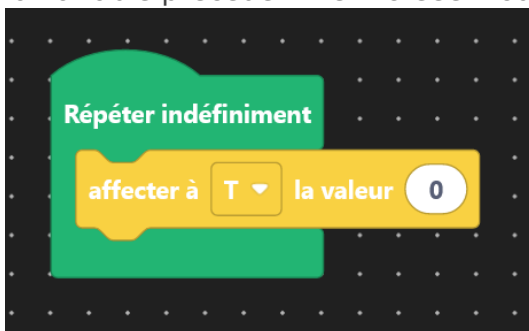 Répéter indéfiniment
affecter à T la valeur 0